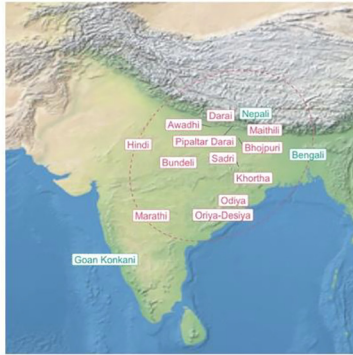 Darai
Nepali
Awadhi
Maithili
Hindi
Pipaltar Darai
Bhojpuri
Bundeli
Sadri
Bengali
Khortha
Odiya
Marathi
Oriya-Desiya
Goan Konkani